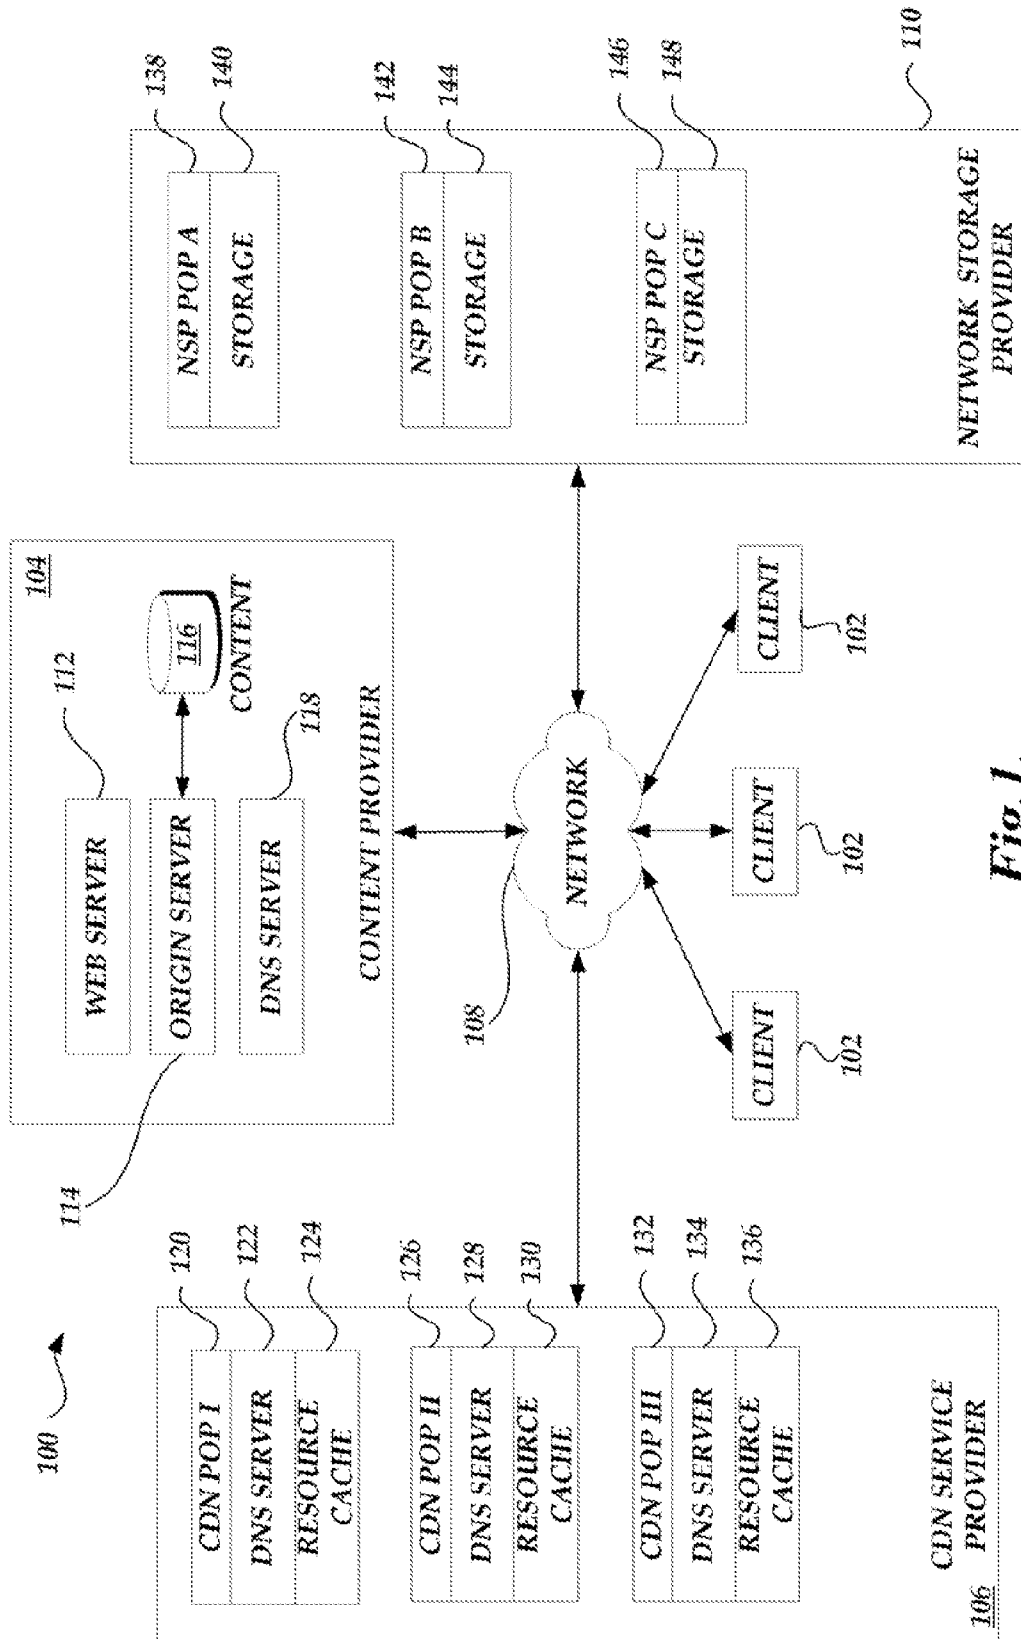 100
104
WEB SERVER
112
ORIGIN SERVER
114
116
CONTENT
DNS SERVER
118
CONTENT PROVIDER
CDN POP I
120
DNS SERVER
122
RESOURCE
CACHE
124
CDN POP II
126
DNS SERVER
128
RESOURCE
CACHE
130
CDN POP III
132
DNS SERVER
134
RESOURCE
CACHE
136
CDN SERVICE
PROVIDER
106
108
NETWORK
CLIENT
102
CLIENT
102
CLIENT
102
NSP POP A
138
STORAGE
140
NSP POP B
142
STORAGE
144
NSP POP C
146
STORAGE
148
NETWORK STORAGE
PROVIDER
110
Fig. 1.